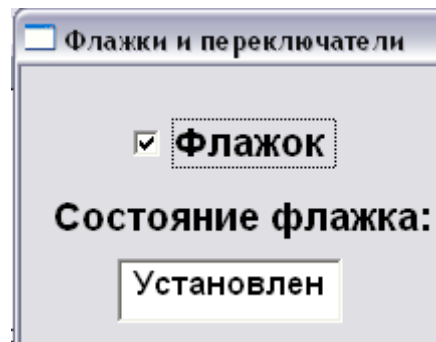 Флажки и переключатели
Флажок
Состояние флажка:
Установлен